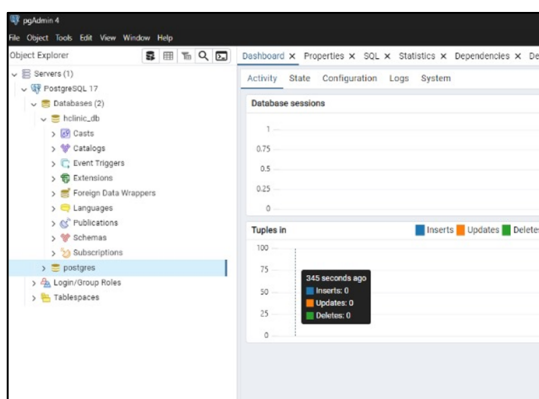 pgAdmin 4
File Object Tools Edit View Window Help
Object Explorer
Dashboard × Properties × SQL × Statistics × Dependencies × De
Servers (1)
PostgreSQL 17
Databases (2)
hclinic_db
Casts
Catalogs
Event Triggers
Extensions
Foreign Data Wrappers
Languages
Publications
Schemas
Subscriptions
postgres
Login/Group Roles
Tablespaces
Activity State Configuration Logs System
Database sessions
1
0.75
0.5
0.25
0
Tuples in
Inserts Updates Delete
100
75
50
25
0
345 seconds ago
Inserts: 0
Updates: 0
Deletes: 0